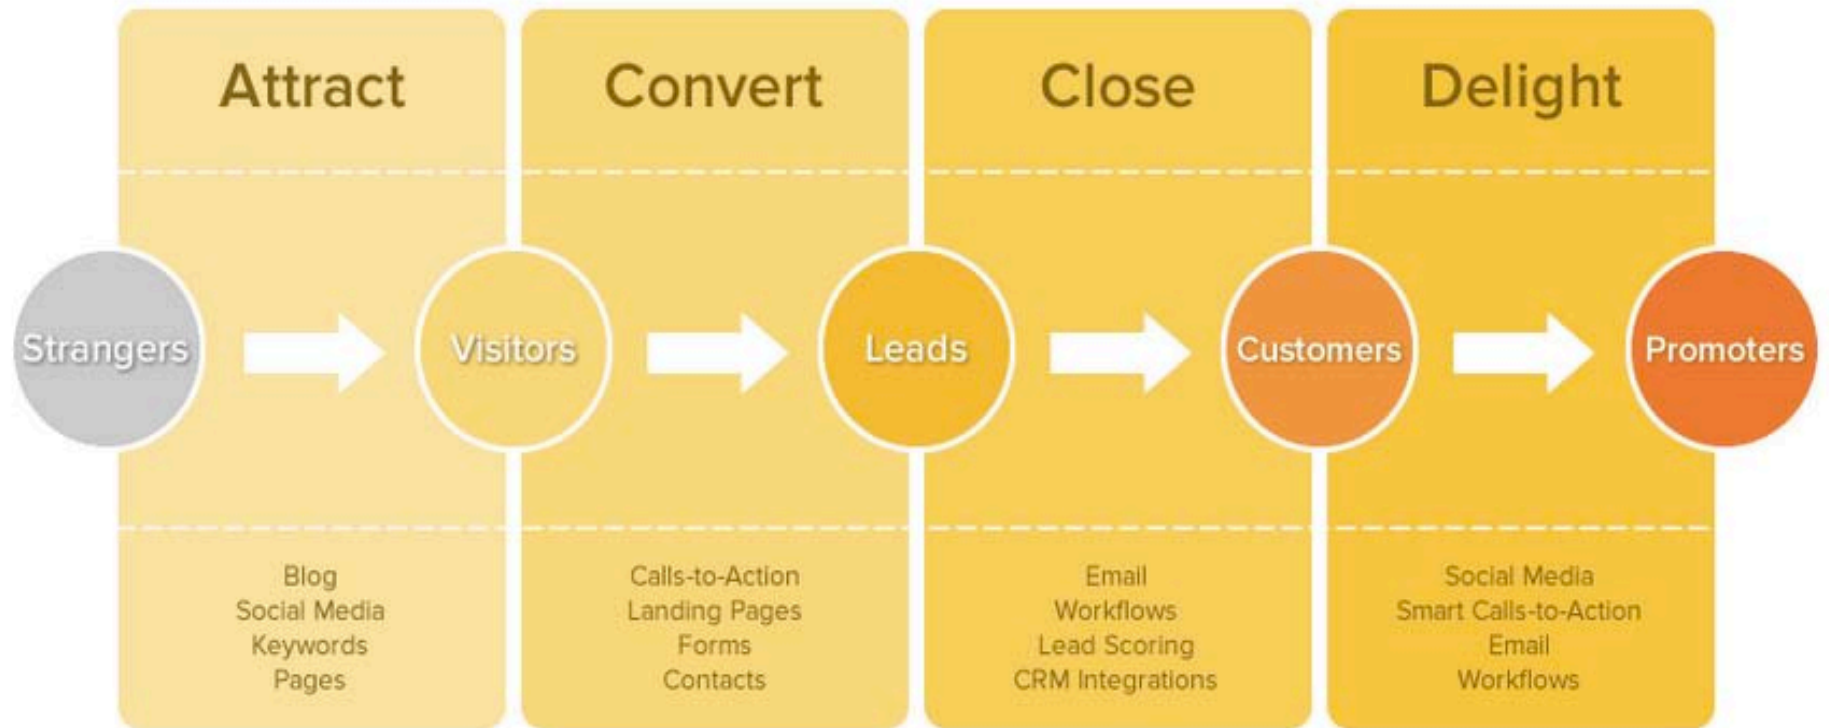 Attract
Convert
Close
Delight
Strangers
Visitors
Leads
Customers
Promoters
Blog
Social Media
Keywords
Pages
Calls-to-Action
Landing Pages
Forms
Contacts
Email
Workflows
Lead Scoring
CRM Integrations
Social Media
Smart Calls-to-Action
Email
Workflows